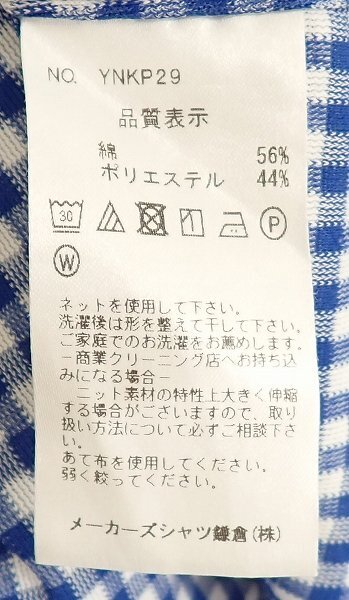 NO. YNKP29
品質表示
綿 56%
ポリエステル 44%
30 P
W
ネットを使用して下さい。
洗濯後は形を整えて干して下さい。
ご家庭でのお洗濯をお薦めします。
－商業クリーニング店へお持ち込
みになる場合－
ニット素材の特性上大きく伸縮
する場合がございますので、取り
扱い方法について必ずご相談下さ
い。
あて布を使用してください。
弱く絞ってください。
メーカーズシャツ鎌倉(株)